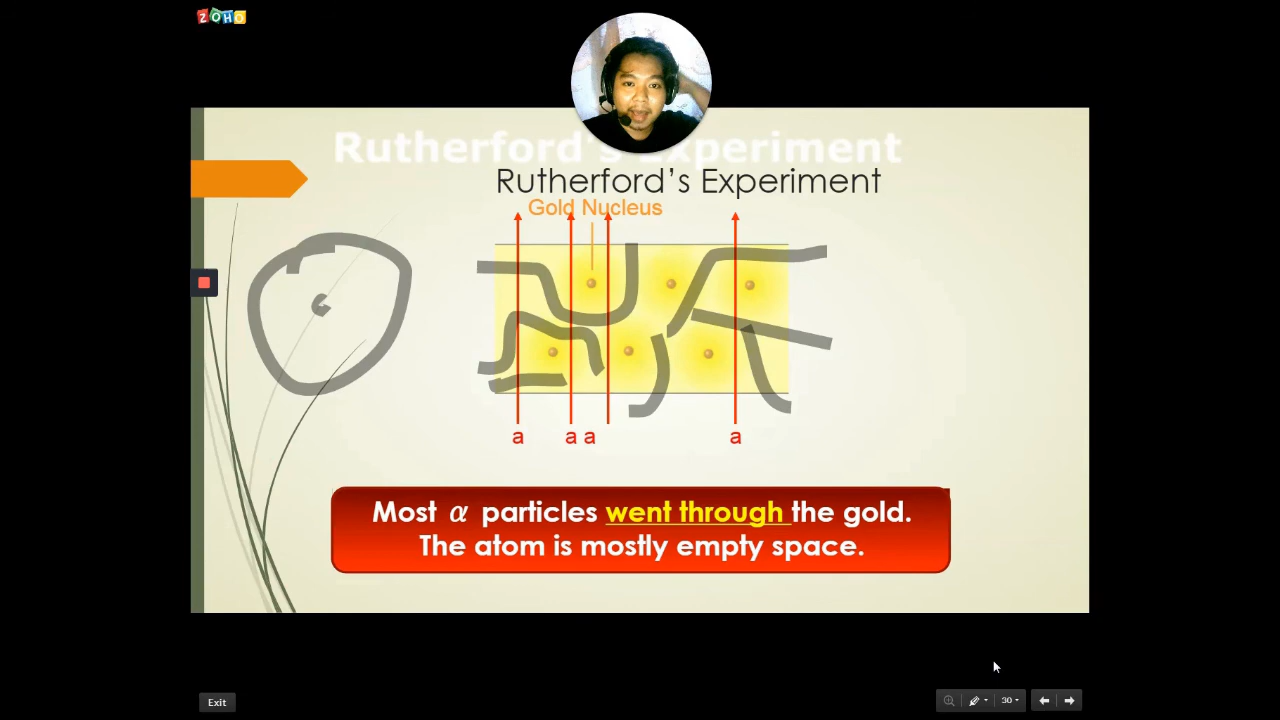 ZOHO
Rutherford's Experiment
Rutherford's Experiment
Gold Nucleus
a a a a
Most α particles went through the gold.
The atom is mostly empty space.
Exit
30